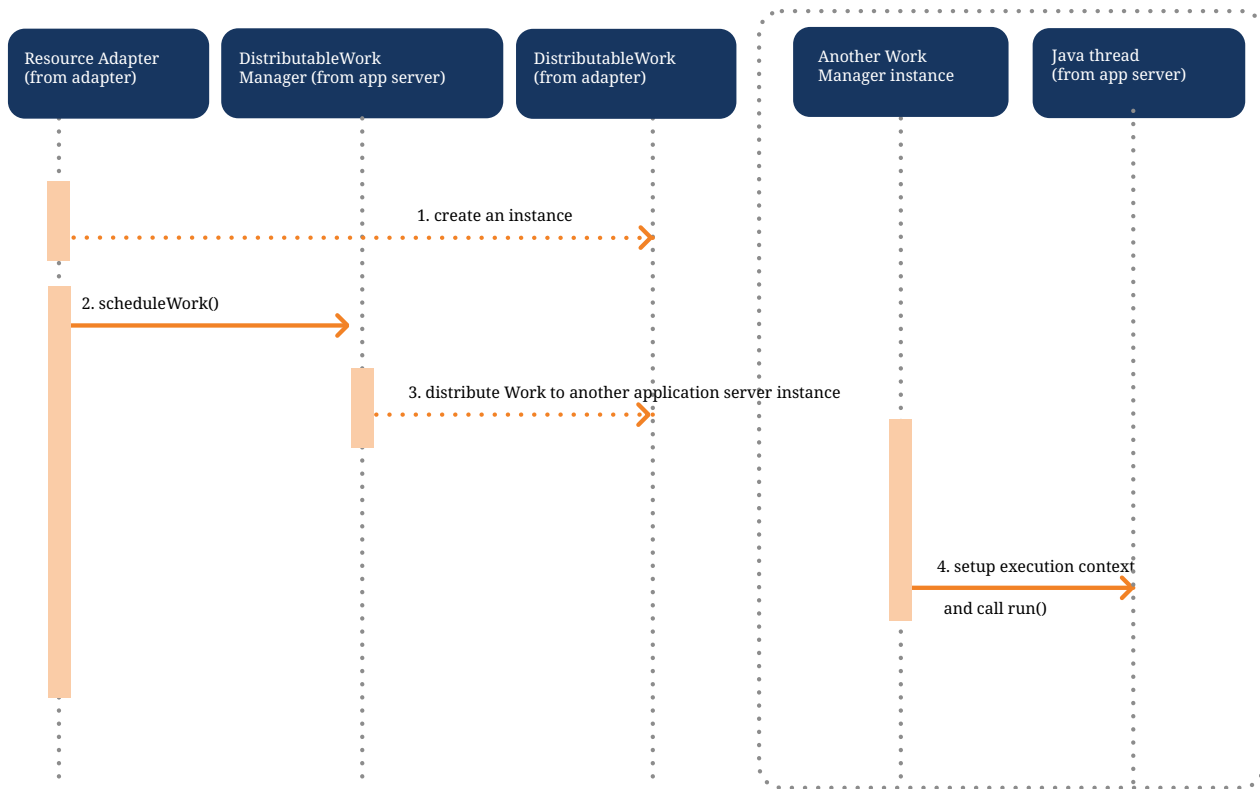 Resource Adapter
(from adapter)
DistributableWork
Manager (from app server)
DistributableWork
(from adapter)
Another Work
Manager instance
Java thread
(from app server)
1. create an instance
2. scheduleWork()
3. distribute Work to another application server instance
4. setup execution context
and call run()